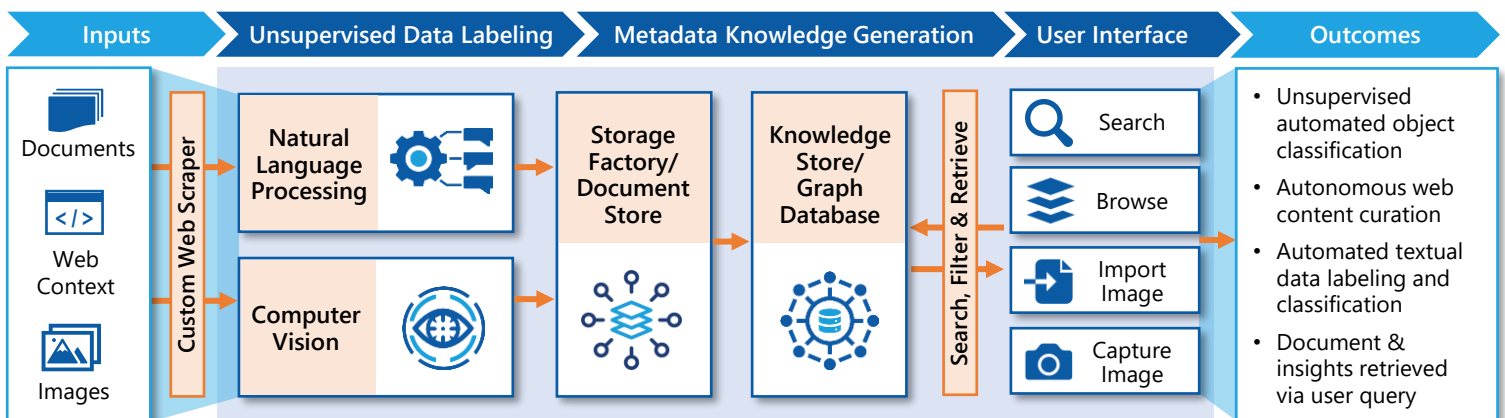 Inputs
Unsupervised Data Labeling
Metadata Knowledge Generation
User Interface
Outcomes
Documents
</>
Web
Context
Images
Custom Web Scraper
Natural
Language
Processing
Computer
Vision
Storage
Factory/
Document
Store
Knowledge
Store/
Graph
Database
Search, Filter & Retrieve
Search
Browse
Import
Image
Capture
Image
• Unsupervised
automated object
classification
• Autonomous web
content curation
• Automated textual
data labeling and
classification
• Document &
insights retrieved
via user query